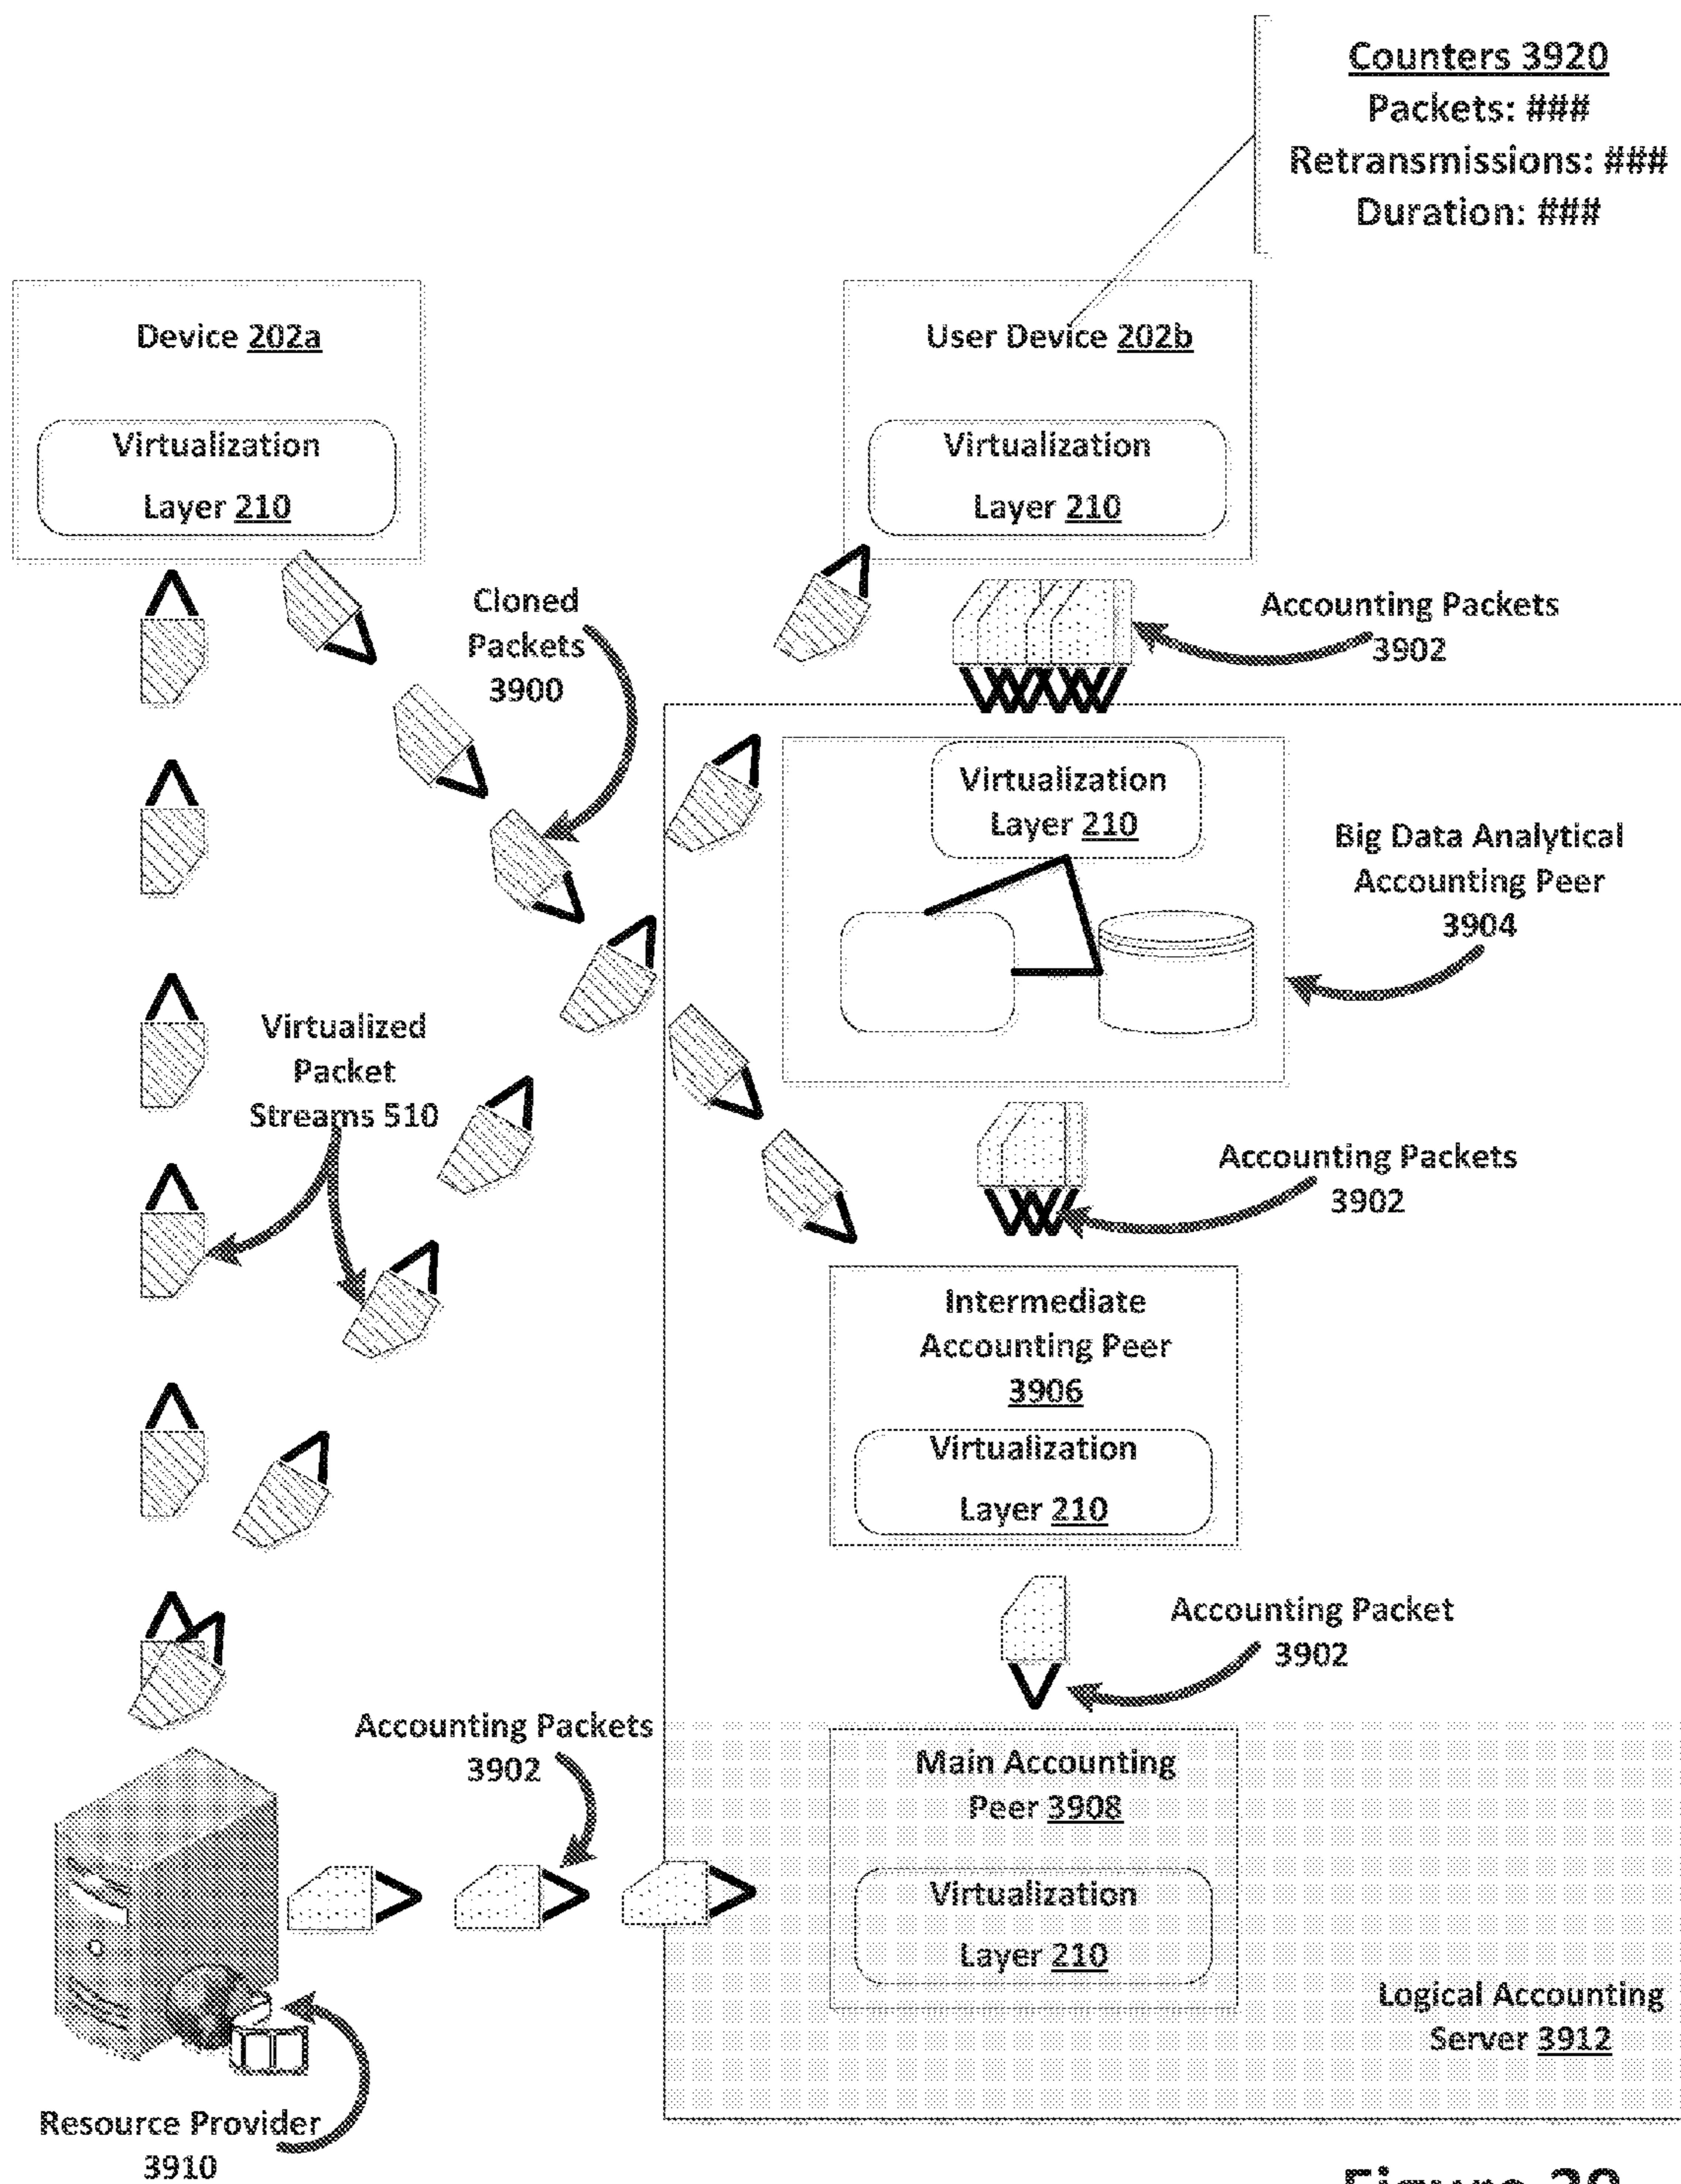 Counters 3920
Packets: ###
Retransmissions: ###
Duration: ###
Device 202a
User Device 202b
Virtualization
Layer 210
Virtualization
Layer 210
Cloned
Packets
3900
Accounting Packets
3902
Virtualization
Layer 210
Big Data Analytical
Accounting Peer
3904
Virtualized
Packet
Streams 510
Accounting Packets
3902
Intermediate
Accounting Peer
3906
Virtualization
Layer 210
Accounting Packet
3902
Accounting Packets
3902
Main Accounting
Peer 3908
Virtualization
Layer 210
Logical Accounting
Server 3912
Resource Provider
3910